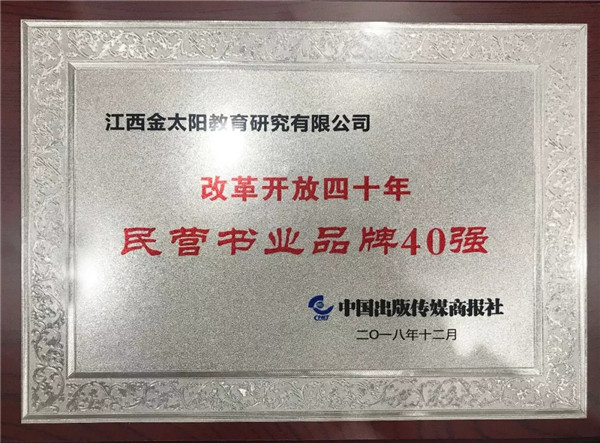 江西金太阳教育研究有限公司
改革开放四十年
民营书业品牌40强
中国出版传媒商报社
二〇一八年十二月